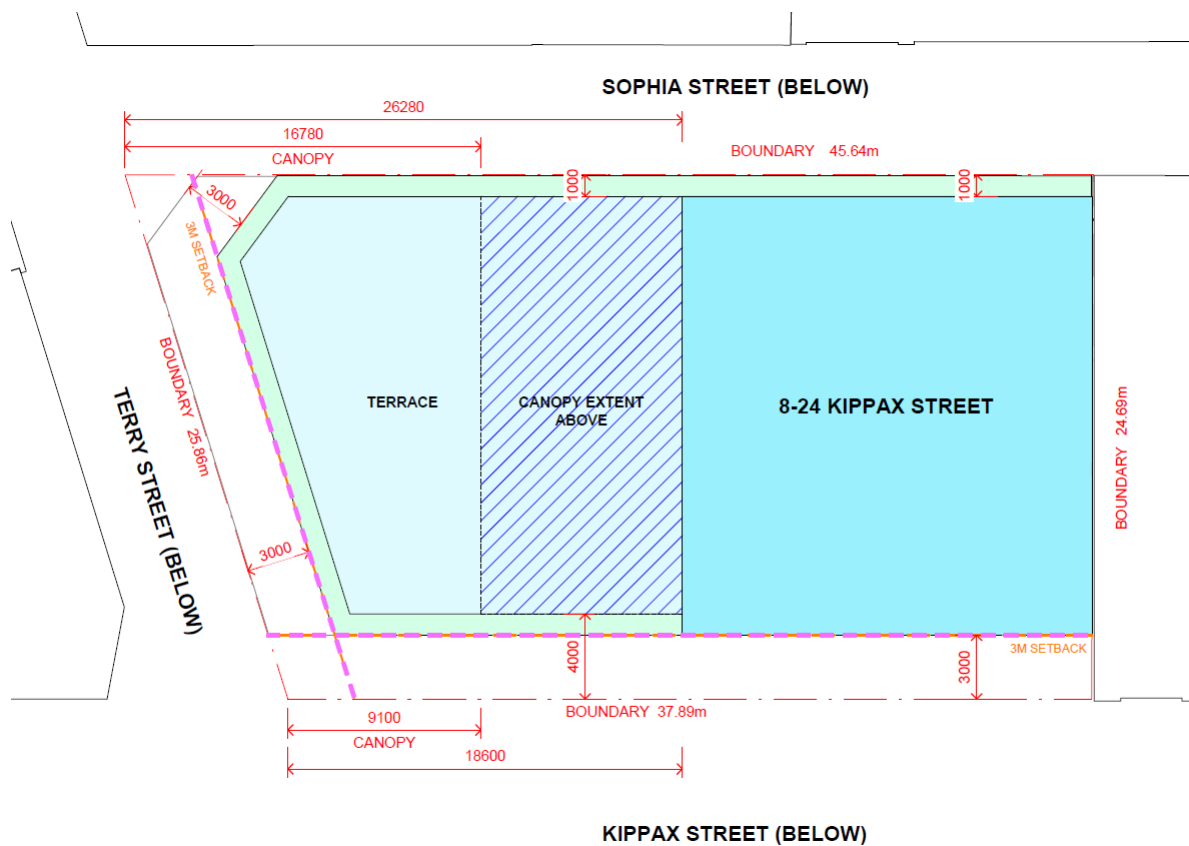 SOPHIA STREET (BELOW)
26280
16780
CANOPY
BOUNDARY 45.64m
3000
1000
1000
3M SETBACK
BOUNDARY 25.86m
TERRY STREET (BELOW)
TERRACE
CANOPY EXTENT
ABOVE
8-24 KIPPAX STREET
BOUNDARY 24.69m
3000
4000
3000
3M SETBACK
BOUNDARY 37.89m
9100
CANOPY
18600
KIPPAX STREET (BELOW)